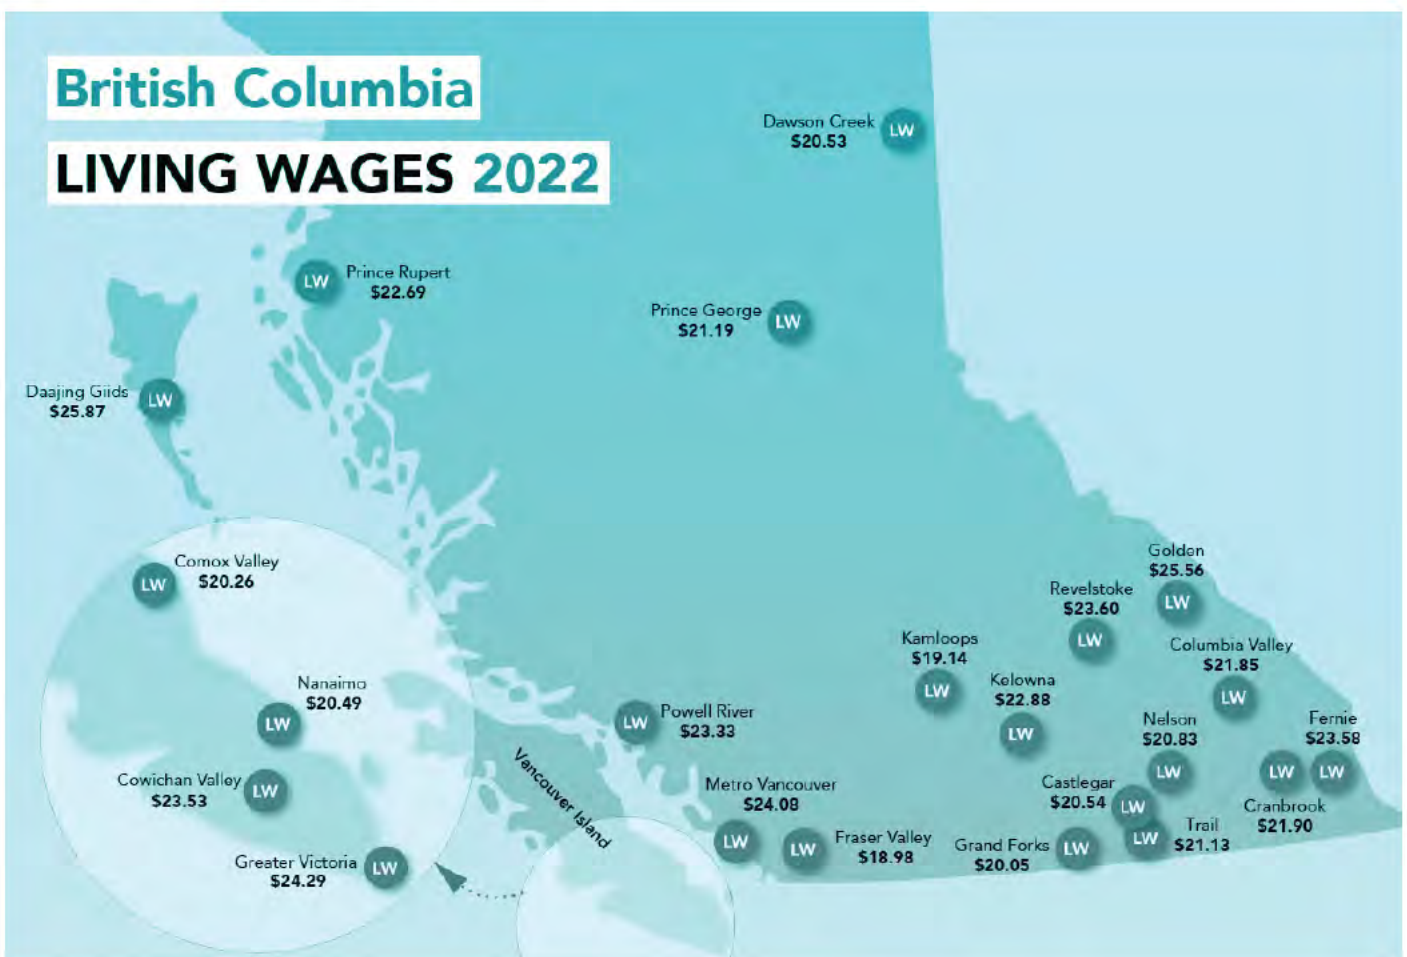 British Columbia
LIVING WAGES 2022
Dawson Creek
$20.53
LW
LW
Prince Rupert
$22.69
Prince George
$21.19
LW
Daajing Giids
$25.87
LW
Comox Valley
$20.26
LW
Nanaimo
$20.49
LW
Cowichan Valley
$23.53
LW
Greater Victoria
$24.29
LW
Vancouver Island
LW
Powell River
$23.33
Metro Vancouver
$24.08
LW
LW
Fraser Valley
$18.98
Kamloops
$19.14
LW
Kelowna
$22.88
LW
Revelstoke
$23.60
LW
Golden
$25.56
LW
Columbia Valley
$21.85
LW
Nelson
$20.83
LW
Fernie
$23.58
LW
LW
Cranbrook
$21.90
Castlegar
$20.54
LW
Trail
$21.13
LW
Grand Forks
$20.05
LW